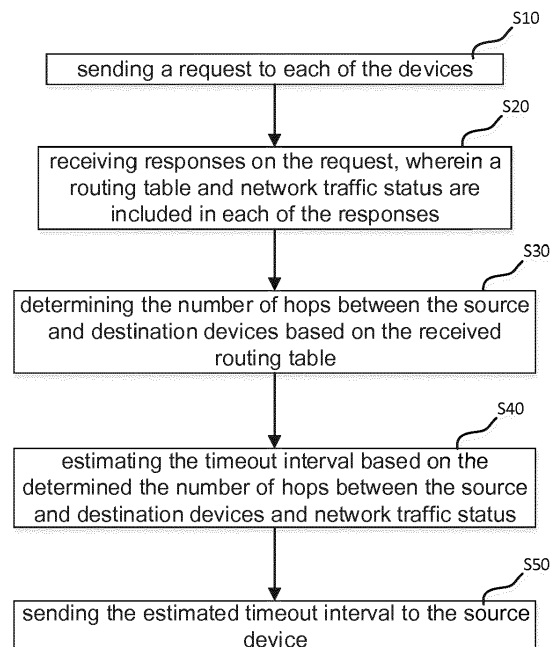 S10
sending a request to each of the devices
S20
receiving responses on the request, wherein a
routing table and network traffic status are
included in each of the responses
S30
determining the number of hops between the source
and destination devices based on the received
routing table
S40
estimating the timeout interval based on the
determined the number of hops between the source
and destination devices and network traffic status
S50
sending the estimated timeout interval to the source
device